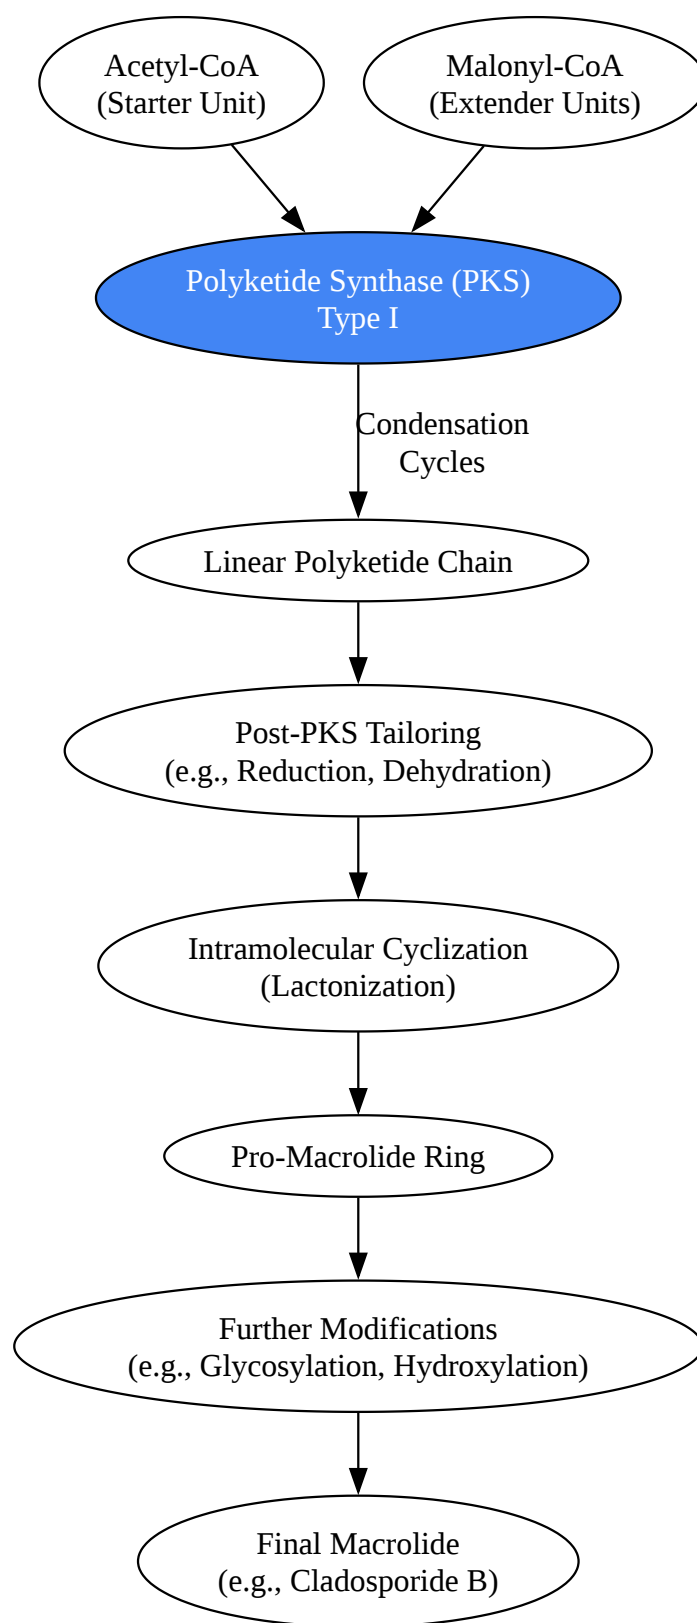 Acetyl-CoA
(Starter Unit)
Malonyl-CoA
(Extender Units)
Polyketide Synthase (PKS)
Type I
Condensation
Cycles
Linear Polyketide Chain
Post-PKS Tailoring
(e.g., Reduction, Dehydration)
Intramolecular Cyclization
(Lactonization)
Pro-Macrolide Ring
Further Modifications
(e.g., Glycosylation, Hydroxylation)
Final Macrolide
(e.g., Cladosporide B)